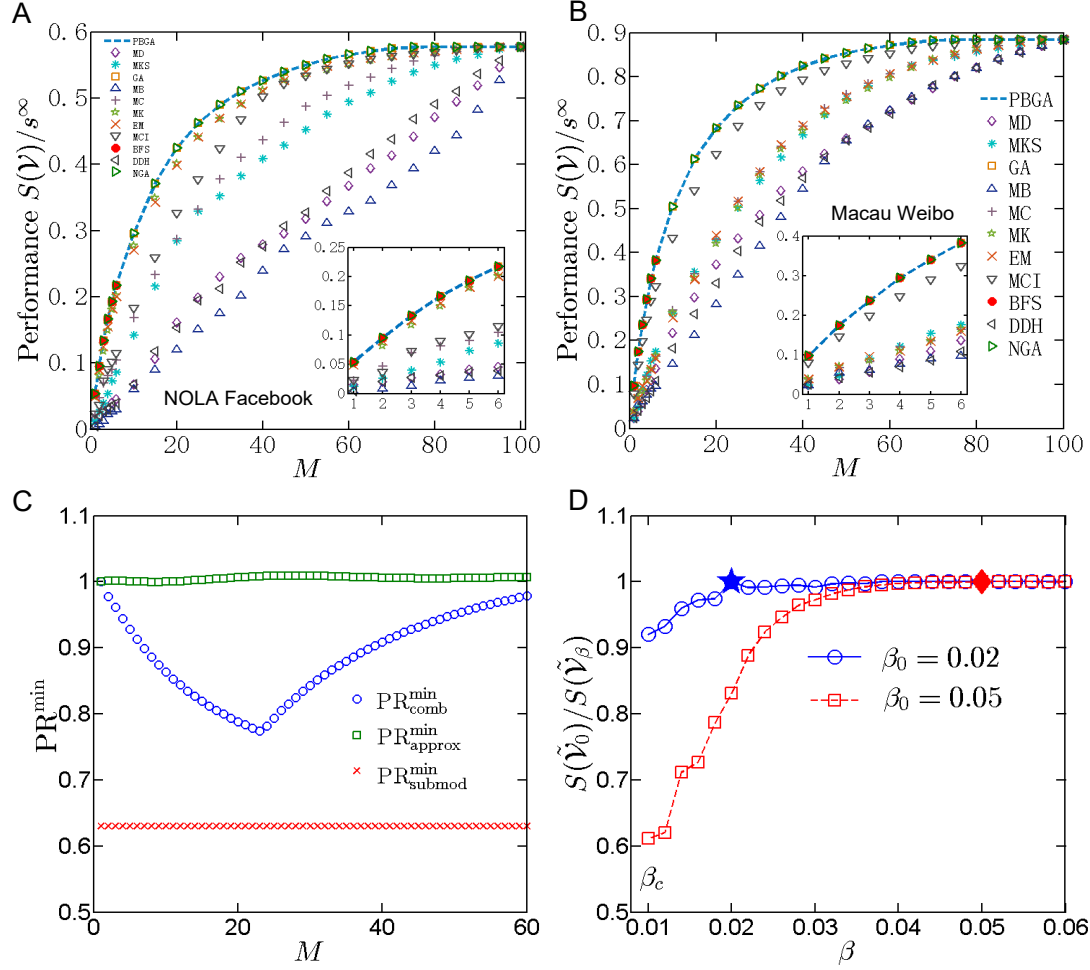 A
Performance S(𝒱)/s^∞
0.6
0.5
0.4
0.3
0.2
0.1
0
0
20
40
60
80
100
M
PBGA
MD
MKS
GA
MB
MC
MK
EM
MCI
BFS
DDH
NGA
NOLA Facebook
0.25
0.2
0.15
0.1
0.05
0
1 2 3 4 5 6
B
Performance S(𝒱)/s^∞
0.9
0.8
0.7
0.6
0.5
0.4
0.3
0.2
0.1
0
0
20
40
60
80
100
M
PBGA
MD
MKS
GA
MB
MC
MK
EM
MCI
BFS
DDH
NGA
Macau Weibo
0.4
0.3
0.2
0.1
0
1 2 3 4 5 6
C
PR^min
1.1
1
0.9
0.8
0.7
0.6
0.5
0
20
40
60
M
PR^min_comb
PR^min_approx
PR^min_submod
D
S(𝒱̃_0)/S(𝒱̃_β)
1.1
1
0.9
0.8
0.7
0.6
0.5
β_0 = 0.02
β_0 = 0.05
β_c
0.01 0.02 0.03 0.04 0.05 0.06
β